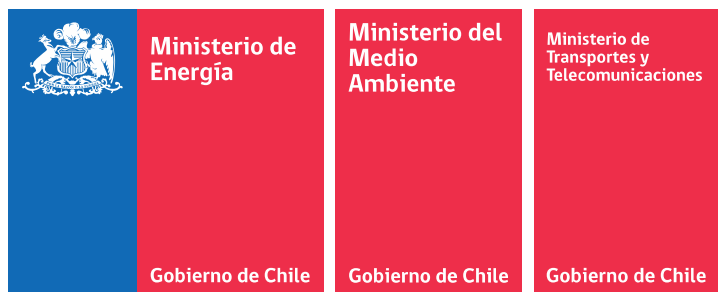 Ministerio de
Energía
Gobierno de Chile
Ministerio del
Medio
Ambiente
Gobierno de Chile
Ministerio de
Transportes y
Telecomunicaciones
Gobierno de Chile